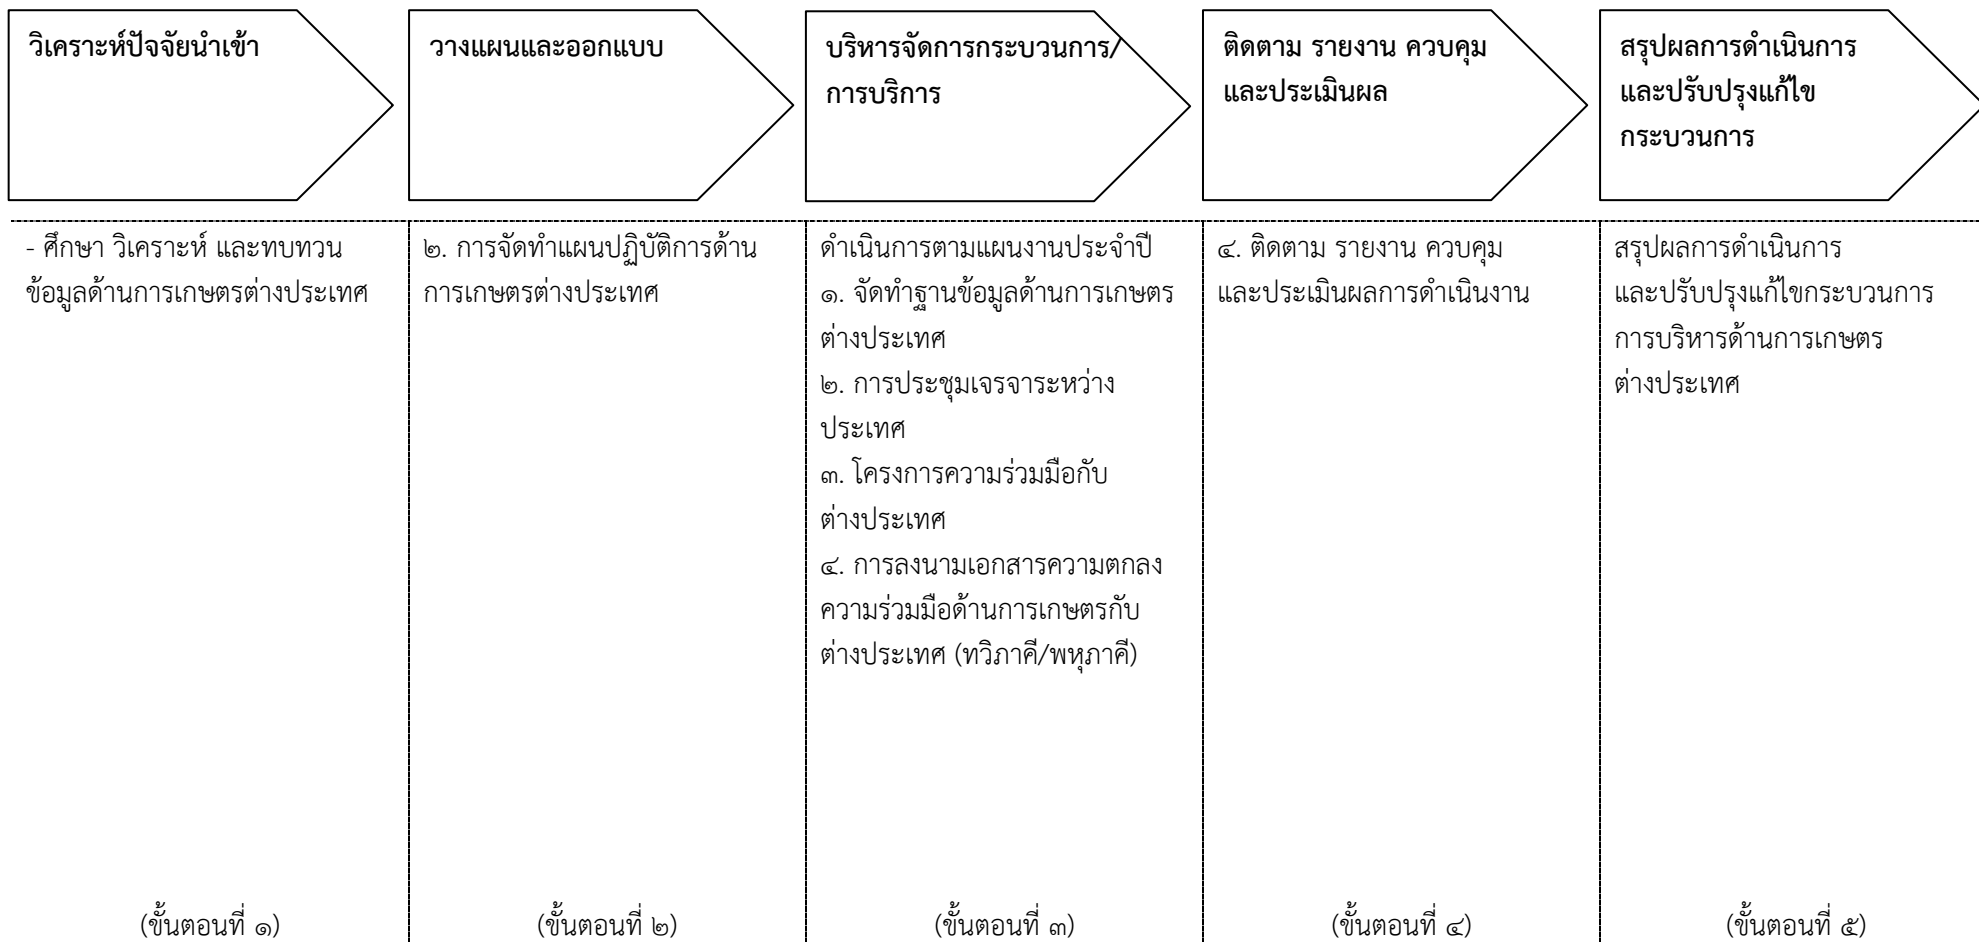 วิเคราะห์ปัจจัยนำเข้า
วางแผนและออกแบบ
บริหารจัดการกระบวนการ/
การบริการ
ติดตาม รายงาน ควบคุม
และประเมินผล
สรุปผลการดำเนินการ
และปรับปรุงแก้ไข
กระบวนการ
- ศึกษา วิเคราะห์ และทบทวน
ข้อมูลด้านการเกษตรต่างประเทศ
(ขั้นตอนที่ ๑)
๒. การจัดทำแผนปฏิบัติการด้าน
การเกษตรต่างประเทศ
(ขั้นตอนที่ ๒)
ดำเนินการตามแผนงานประจำปี
๑. จัดทำฐานข้อมูลด้านการเกษตร
ต่างประเทศ
๒. การประชุมเจรจาระหว่าง
ประเทศ
๓. โครงการความร่วมมือกับ
ต่างประเทศ
๔. การลงนามเอกสารความตกลง
ความร่วมมือด้านการเกษตรกับ
ต่างประเทศ (ทวิภาคี/พหุภาคี)
(ขั้นตอนที่ ๓)
๔. ติดตาม รายงาน ควบคุม
และประเมินผลการดำเนินงาน
(ขั้นตอนที่ ๔)
สรุปผลการดำเนินการ
และปรับปรุงแก้ไขกระบวนการ
การบริหารด้านการเกษตร
ต่างประเทศ
(ขั้นตอนที่ ๕)